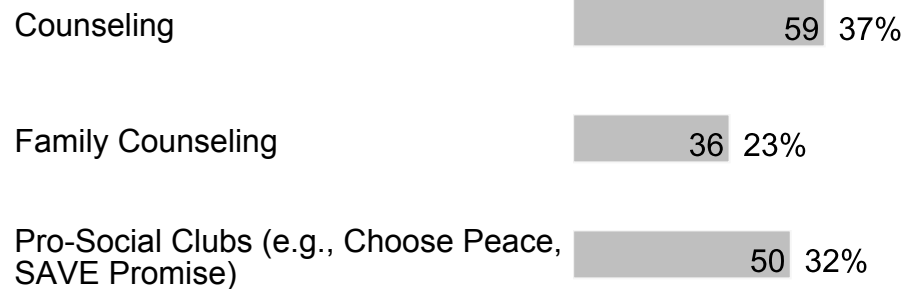 Counseling 59 37%
Family Counseling 36 23%
Pro-Social Clubs (e.g., Choose Peace,
SAVE Promise) 50 32%